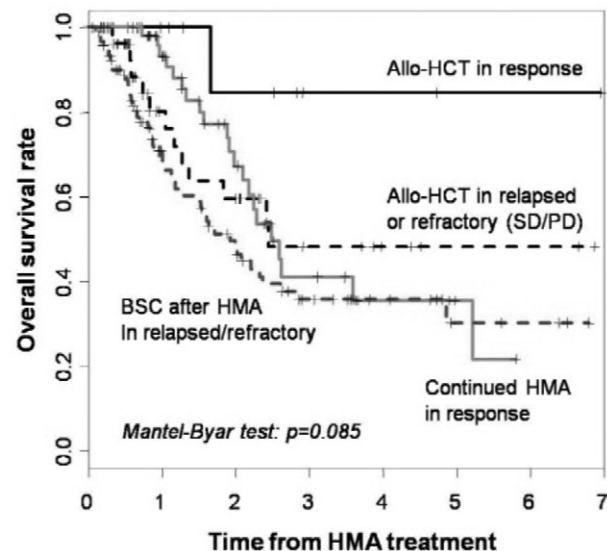 Overall survival rate
1.0
0.8
0.6
0.4
0.2
0.0
Allo-HCT in response
Allo-HCT in relapsed
or refractory (SD/PD)
BSC after HMA
In relapsed/refractory
Continued HMA
in response
Mantel-Byar test: p=0.085
0 1 2 3 4 5 6 7
Time from HMA treatment